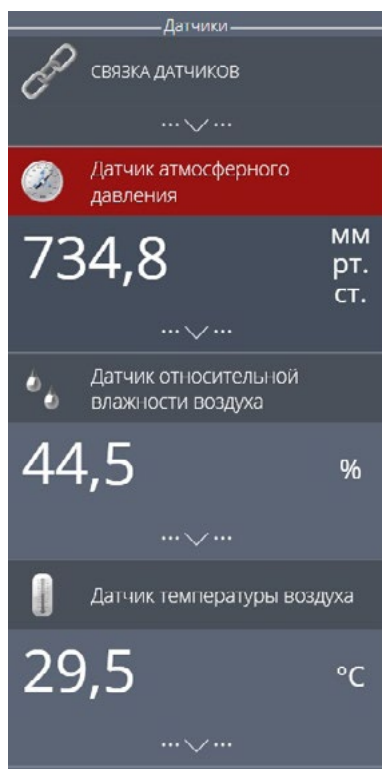 Датчики
СВЯЗКА ДАТЧИКОВ
Датчик атмосферного
давления
734,8
мм
рт.
ст.
Датчик относительной
влажности воздуха
44,5
%
Датчик температуры воздуха
29,5
°C